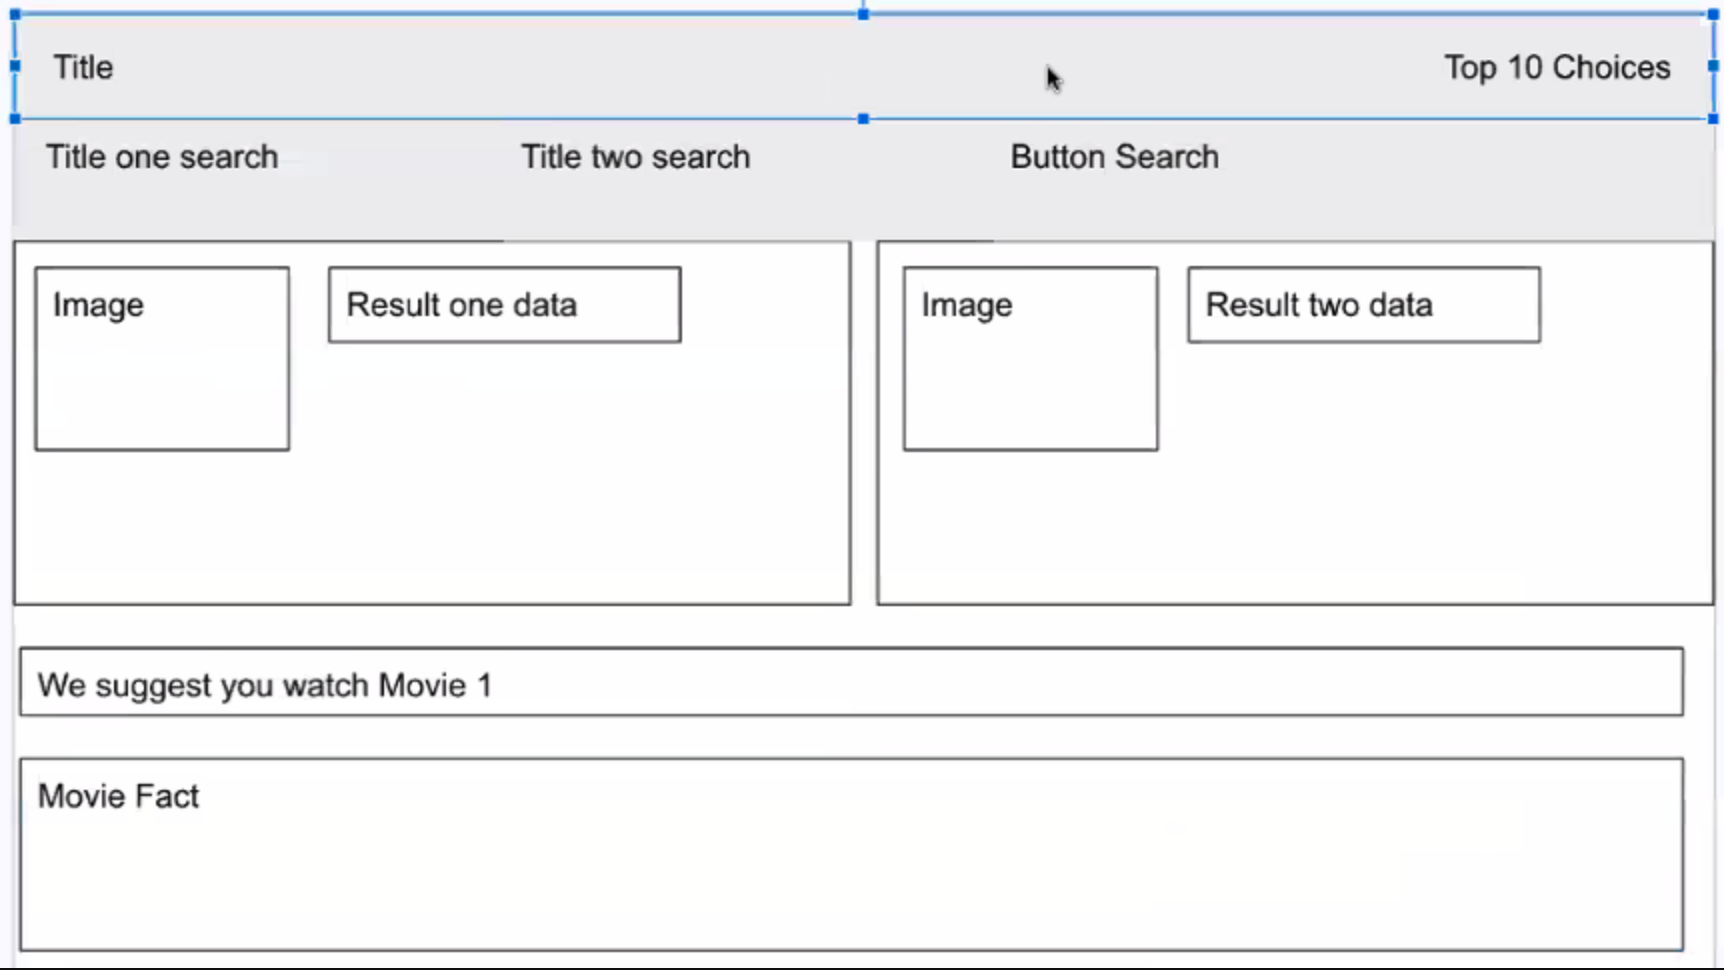 Title
Top 10 Choices
Title one search
Title two search
Button Search
Image
Result one data
Image
Result two data
We suggest you watch Movie 1
Movie Fact